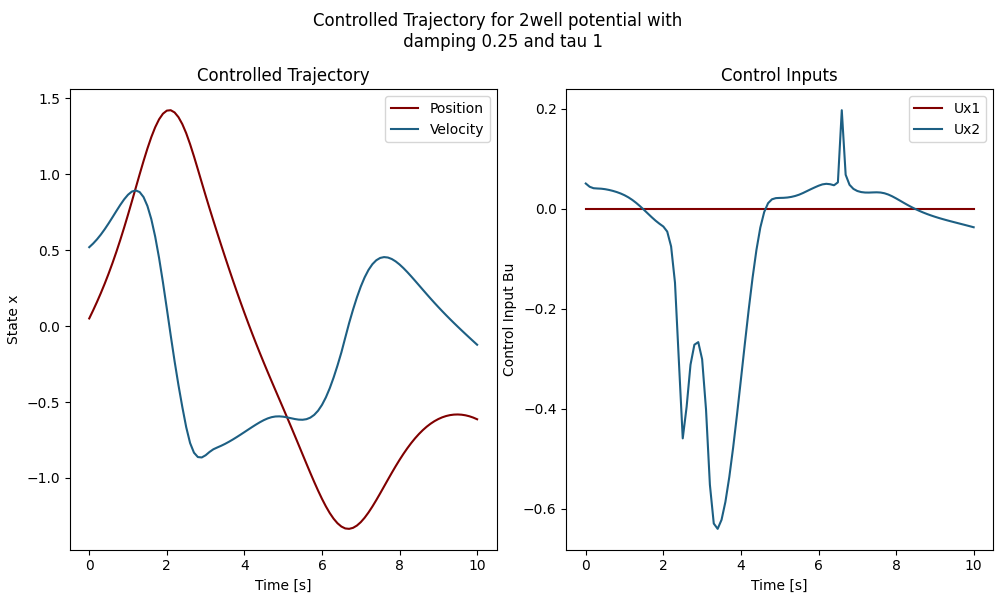 Controlled Trajectory for 2well potential with
damping 0.25 and tau 1
Controlled Trajectory
Position
Velocity
State x
1.5
1.0
0.5
0.0
−0.5
−1.0
0 2 4 6 8 10
Time [s]
Control Inputs
Ux1
Ux2
Control Input Bu
0.2
0.0
−0.2
−0.4
−0.6
0 2 4 6 8 10
Time [s]